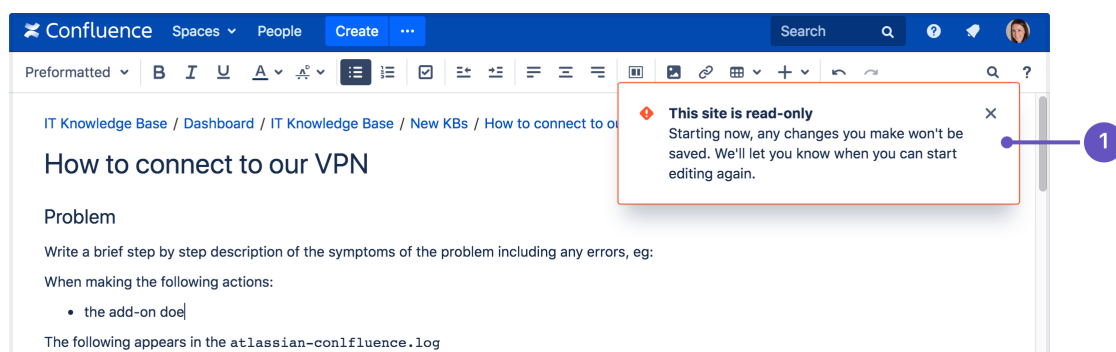 Confluence Spaces People Create ··· Search ?
Preformatted B I U A A ?
IT Knowledge Base / Dashboard / IT Knowledge Base / New KBs / How to connect to ou
This site is read-only
Starting now, any changes you make won't be
saved. We'll let you know when you can start
editing again.
1
How to connect to our VPN
Problem
Write a brief step by step description of the symptoms of the problem including any errors, eg:
When making the following actions:
• the add-on doe
The following appears in the atlassian-conlfluence.log